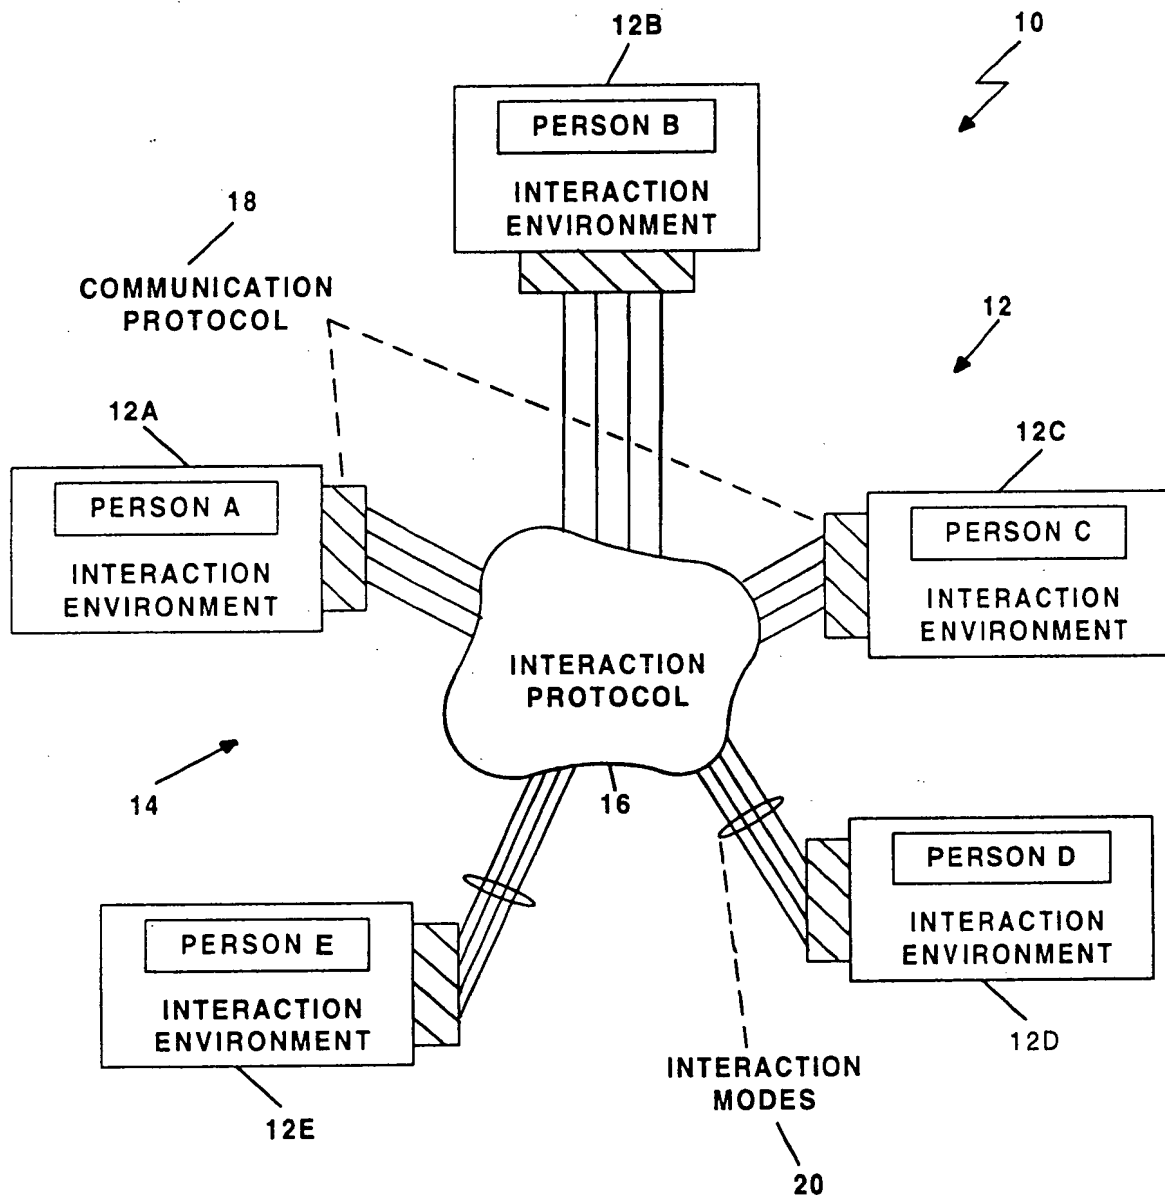 12B
10
PERSON B
INTERACTION
ENVIRONMENT
18
COMMUNICATION
PROTOCOL
12
12A
12C
PERSON A
INTERACTION
ENVIRONMENT
PERSON C
INTERACTION
ENVIRONMENT
INTERACTION
PROTOCOL
14
16
PERSON D
INTERACTION
ENVIRONMENT
PERSON E
INTERACTION
ENVIRONMENT
12D
INTERACTION
MODES
12E
20